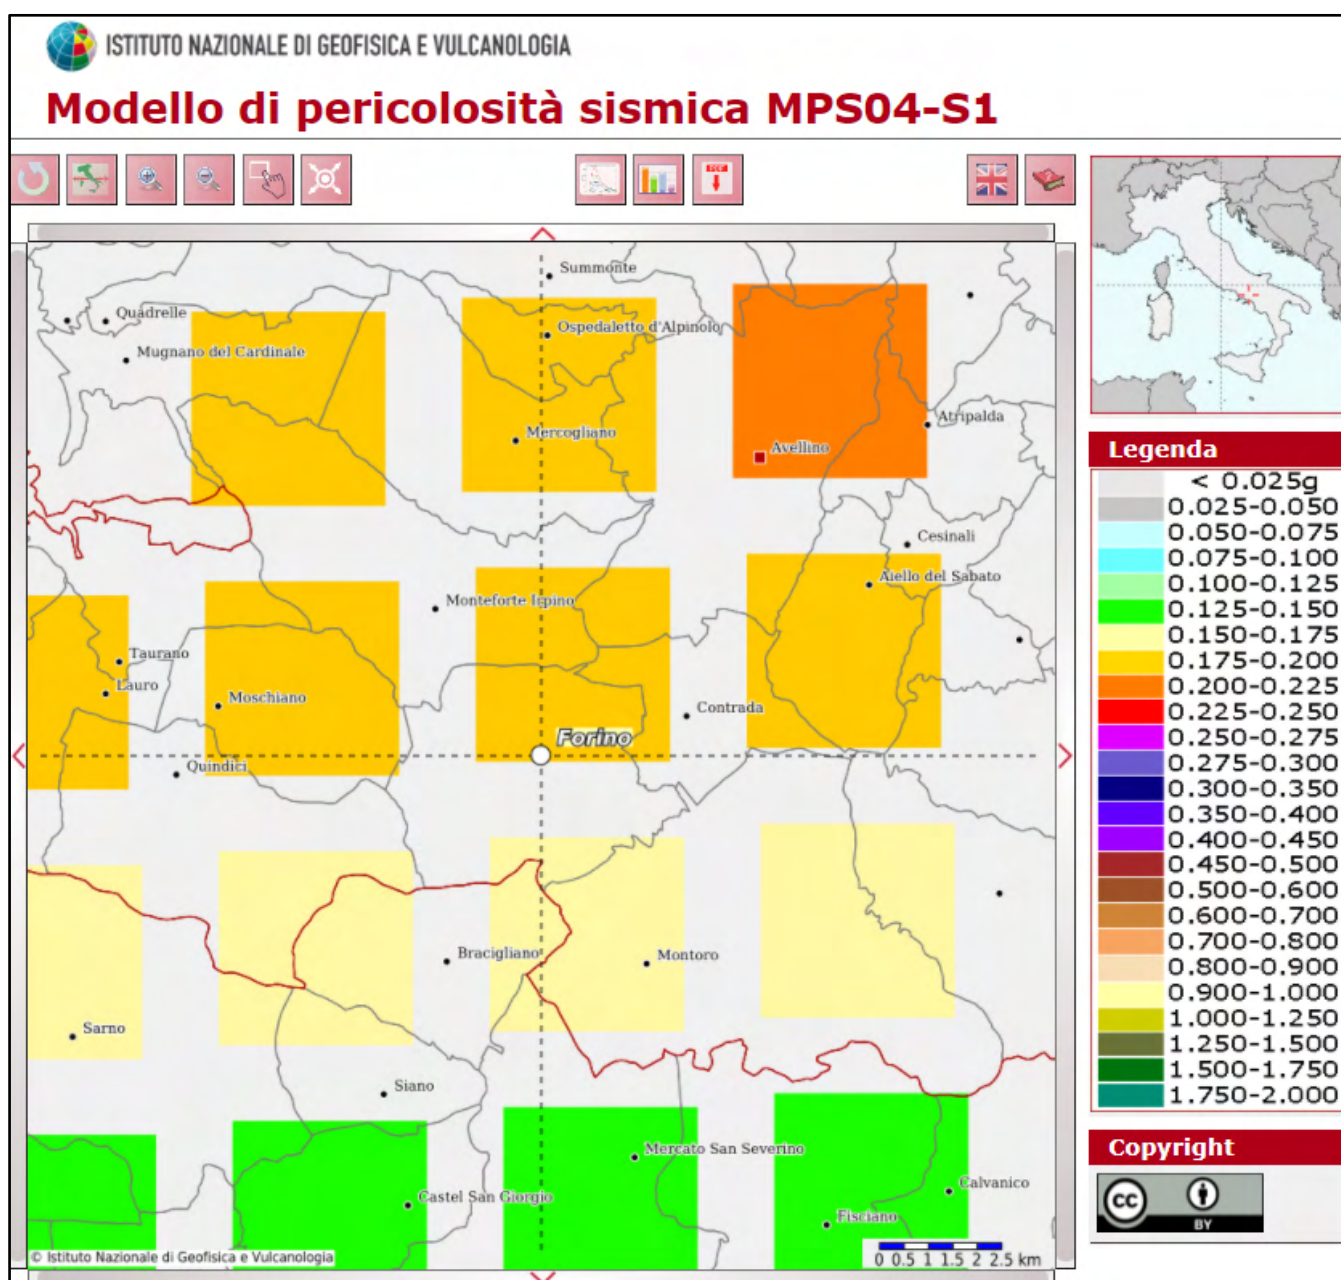 ISTITUTO NAZIONALE DI GEOFISICA E VULCANOLOGIA
Modello di pericolosità sismica MPS04-S1
PDF
?
Summonte
Quadrelle
Ospedaletto d'Alpinolo
Mugnano del Cardinale
Atripalda
Mercogliano
Avellino
Cesinali
Aiello del Sabato
Monteforte Irpino
Taurano
Lauro
Moschiano
Contrada
Forino
Quindici
Bracigliano
Montoro
Sarno
Siano
Mercato San Severino
Calvanico
Castel San Giorgio
Fisciano
© Istituto Nazionale di Geofisica e Vulcanologia
0 0.5 1 1.5 2 2.5 km
Legenda
< 0.025g
0.025-0.050
0.050-0.075
0.075-0.100
0.100-0.125
0.125-0.150
0.150-0.175
0.175-0.200
0.200-0.225
0.225-0.250
0.250-0.275
0.275-0.300
0.300-0.350
0.350-0.400
0.400-0.450
0.450-0.500
0.500-0.600
0.600-0.700
0.700-0.800
0.800-0.900
0.900-1.000
1.000-1.250
1.250-1.500
1.500-1.750
1.750-2.000
Copyright
cc
BY